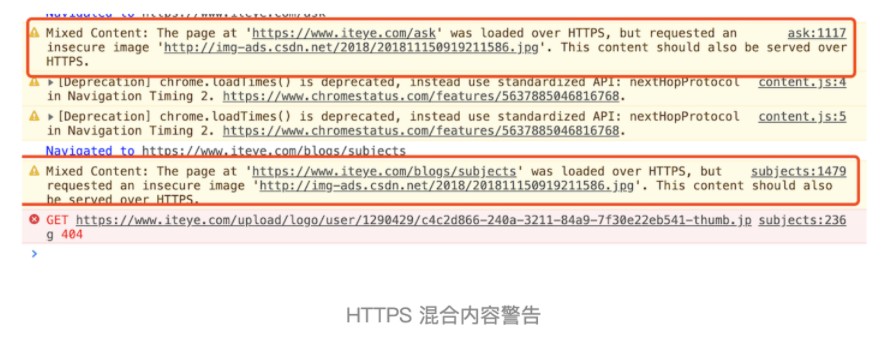 Navigated to https://www.iteye.com/ask
Mixed Content: The page at 'https://www.iteye.com/ask' was loaded over HTTPS, but requested an ask:1117
insecure image 'http://img-ads.csdn.net/2018/201811150919211586.jpg'. This content should also be served over
HTTPS.
▸ [Deprecation] chrome.loadTimes() is deprecated, instead use standardized API: nextHopProtocol content.js:4
in Navigation Timing 2. https://www.chromestatus.com/features/5637885046816768.
▸ [Deprecation] chrome.loadTimes() is deprecated, instead use standardized API: nextHopProtocol content.js:5
in Navigation Timing 2. https://www.chromestatus.com/features/5637885046816768.
Navigated to https://www.iteye.com/blogs/subjects
Mixed Content: The page at 'https://www.iteye.com/blogs/subjects' was loaded over HTTPS, but subjects:1479
requested an insecure image 'http://img-ads.csdn.net/2018/201811150919211586.jpg'. This content should also
be served over HTTPS.
GET https://www.iteye.com/upload/logo/user/1290429/c4c2d866-240a-3211-84a9-7f30e22eb541-thumb.jp subjects:236
g 404
HTTPS 混合内容警告